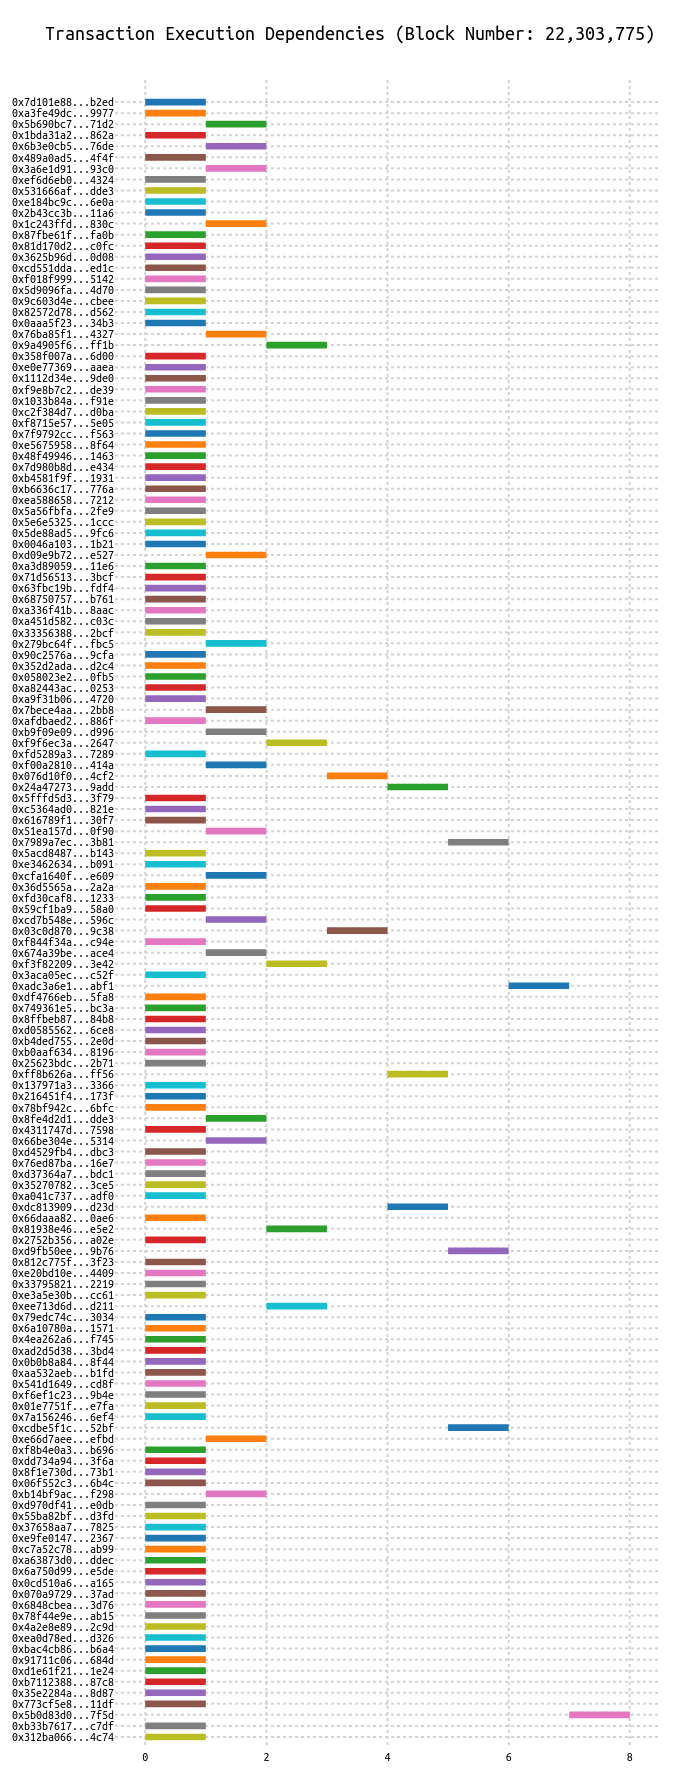 Transaction Execution Dependencies (Block Number: 22,303,775)
0x7d101e88...b2ed
0xa3fe49dc...9977
0x5b690bc7...71d2
0x1bda31a2...862a
0x6b3e0cb5...76de
0x489a0ad5...4f4f
0x3a6e1d91...93c0
0xef6d6eb0...4324
0x531666af...dde3
0xe184bc9c...6e0a
0x2b43cc3b...11a6
0x1c243ffd...830c
0x87fbe61f...fa0b
0x81d170d2...c0fc
0x3625b96d...0d08
0xcd551dda...ed1c
0xf018f999...5142
0x5d9096fa...4d70
0x9c603d4e...cbee
0x82572d78...d562
0x0aaa5f23...34b3
0x76ba85f1...4327
0x9a4905f6...ff1b
0x358f007a...6d00
0xe0e77369...aaea
0x1112d34e...9de0
0xf9e8b7c2...de39
0x1033b84a...f91e
0xc2f384d7...d0ba
0xf8715e57...5e05
0x7f9792cc...f563
0xe5675958...8f64
0x48f49946...1463
0x7d980b8d...e434
0xb4581f9f...1931
0xb6636c17...776a
0xea588658...7212
0x5a56fbfa...2fe9
0x5e6e5325...1ccc
0x5de88ad5...9fc6
0x0046a103...1b21
0xd09e9b72...e527
0xa3d89059...11e6
0x71d56513...3bcf
0x63fbc19b...fdf4
0x68750757...b761
0xa336f41b...8aac
0xa451d582...c03c
0x33356388...2bcf
0x279bc64f...fbc5
0x90c2576a...9cfa
0x352d2ada...d2c4
0x058023e2...0fb5
0xa82443ac...0253
0xa9f31b06...4720
0x7bece4aa...2bb8
0xafdbaed2...886f
0xb9f09e09...d996
0xf9f6ec3a...2647
0xfd5289a3...7289
0xf00a2810...414a
0x076d10f0...4cf2
0x24a47273...9add
0x5fffd5d3...3f79
0xc5364ad0...821e
0x616789f1...30f7
0x51ea157d...0f90
0x7989a7ec...3b81
0x5acd8487...b143
0xe3462634...b091
0xcfa1640f...e609
0x36d5565a...2a2a
0xfd30caf8...1233
0x59cf1ba9...58a0
0xcd7b548e...596c
0x03c0d870...9c38
0xf844f34a...c94e
0x674a39be...ace4
0xf3f82209...3e42
0x3aca05ec...c52f
0xadc3a6e1...abf1
0xdf4766eb...5fa8
0x749361e5...bc3a
0x8ffbeb87...84b8
0xd0585562...6ce8
0xb4ded755...2e0d
0xb0aaf634...8196
0x25623bdc...2b71
0xff8b626a...ff56
0x137971a3...3366
0x216451f4...173f
0x78bf942c...6bfc
0x8fe4d2d1...dde3
0x4311747d...7598
0x66be304e...5314
0xd4529fb4...dbc3
0x76ed87ba...16e7
0xd37364a7...bdc1
0x35270782...3ce5
0xa041c737...adf0
0xdc813909...d23d
0x66daaa82...0ae6
0x81938e46...e5e2
0x2752b356...a02e
0xd9fb50ee...9b76
0x812c775f...3f23
0xe20bd10e...4409
0x33795821...2219
0xe3a5e30b...cc61
0xee713d6d...d211
0x79edc74c...3034
0x6a10780a...1571
0x4ea262a6...f745
0xad2d5d38...3bd4
0x0b0b8a84...8f44
0xaa532aeb...b1fd
0x541d1649...cd8f
0xf6ef1c23...9b4e
0x01e7751f...e7fa
0x7a156246...6ef4
0xcdbe5f1c...52bf
0xe66d7aee...efbd
0xf8b4e0a3...b696
0xdd734a94...3f6a
0x8f1e730d...73b1
0x06f552c3...6b4c
0xb14bf9ac...f298
0xd970df41...e0db
0x55ba82bf...d3fd
0x37658aa7...7825
0xe9fe0147...2367
0xc7a52c78...ab99
0xa63873d0...ddec
0x6a750d99...e5de
0x0cd510a6...a165
0x070a9729...37ad
0x6848cbea...3d76
0x78f44e9e...ab15
0x4a2e8e89...2c9d
0xea0d78ed...d326
0xbac4cb86...b6a4
0x91711c06...684d
0xd1e61f21...1e24
0xb7112388...87c8
0x35e2284a...8d87
0x773cf5e8...11df
0x5b0d83d0...7f5d
0xb33b7617...c7df
0x312ba066...4c74
0 2 4 6 8